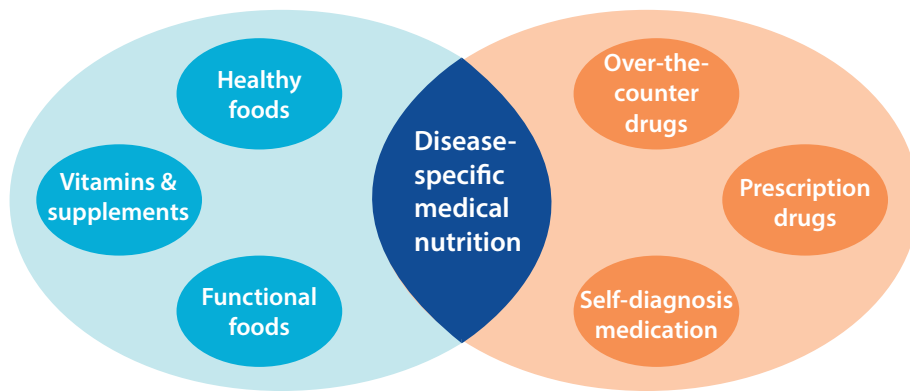 Healthy
foods
Vitamins &
supplements
Functional
foods
Disease-
specific
medical
nutrition
Over-the-
counter
drugs
Prescription
drugs
Self-diagnosis
medication